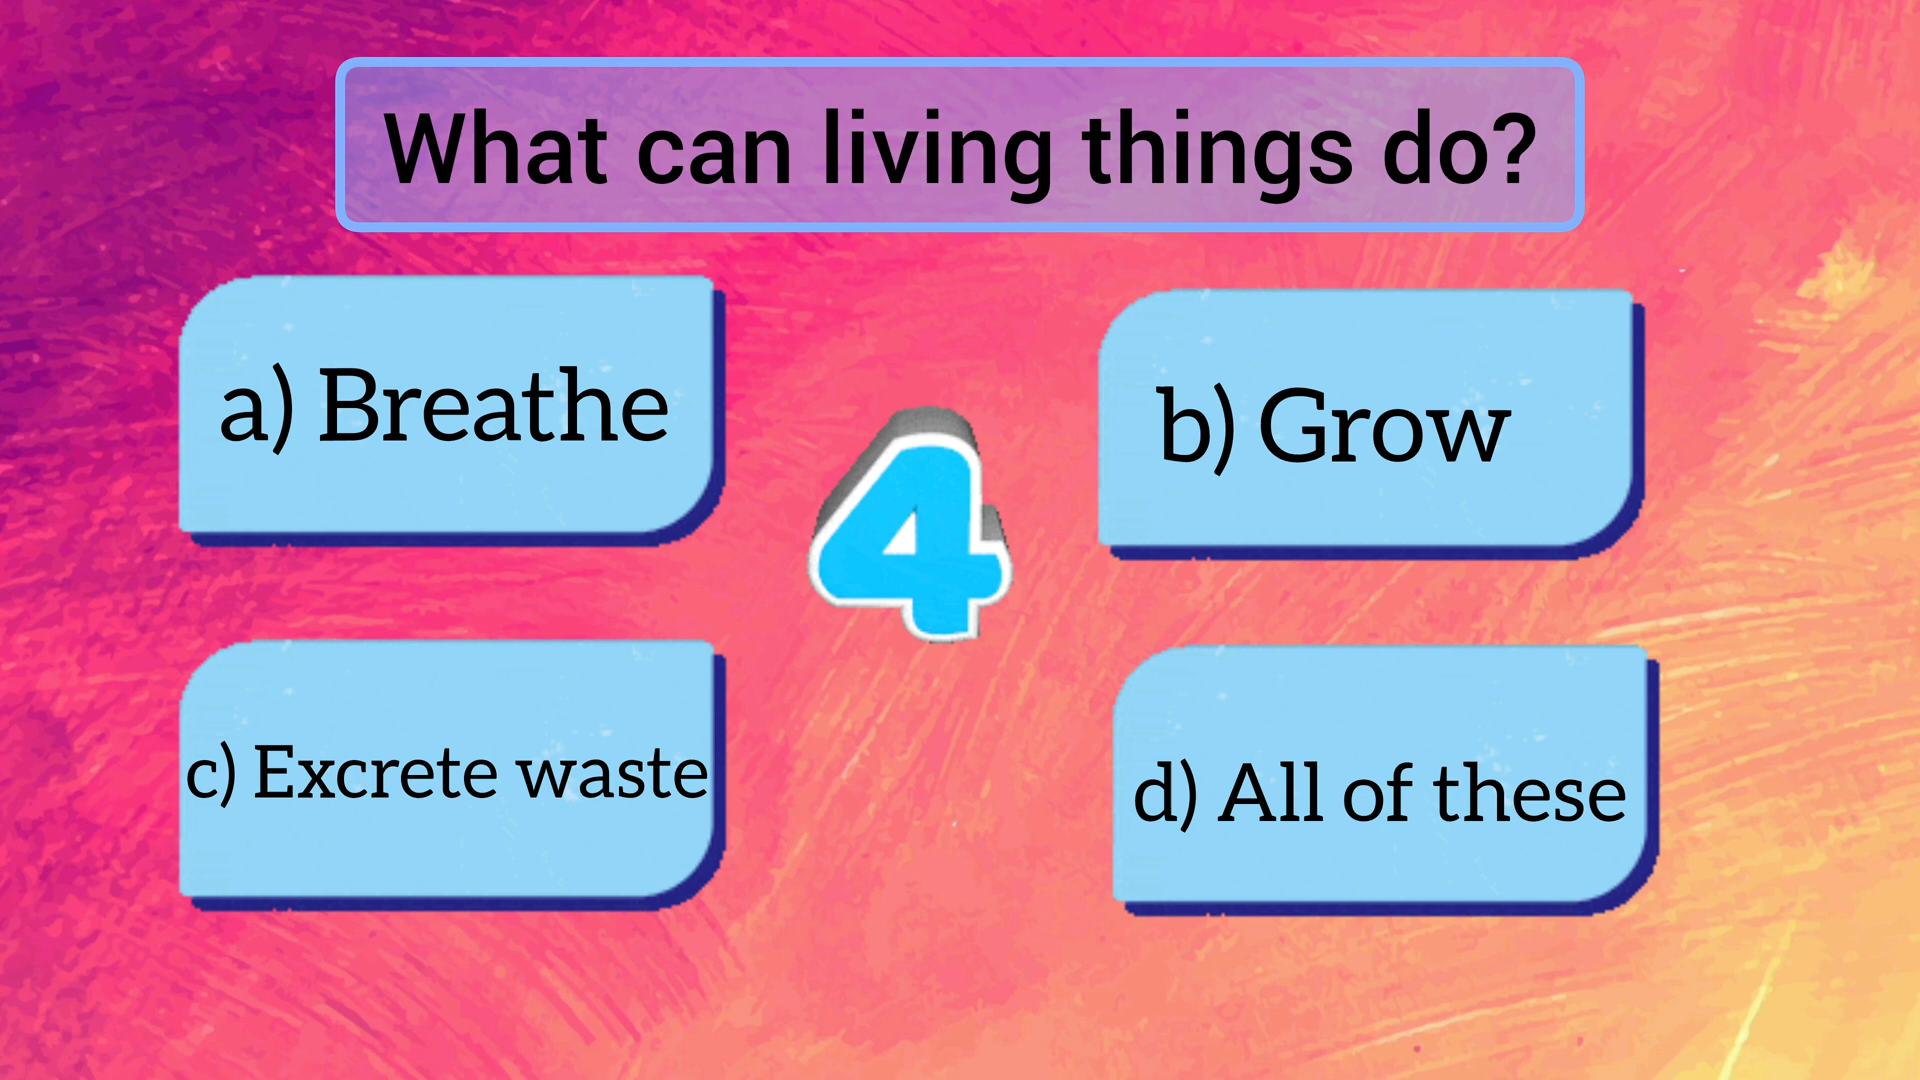 What can living things do?
a) Breathe
b) Grow
4
c) Excrete waste
d) All of these